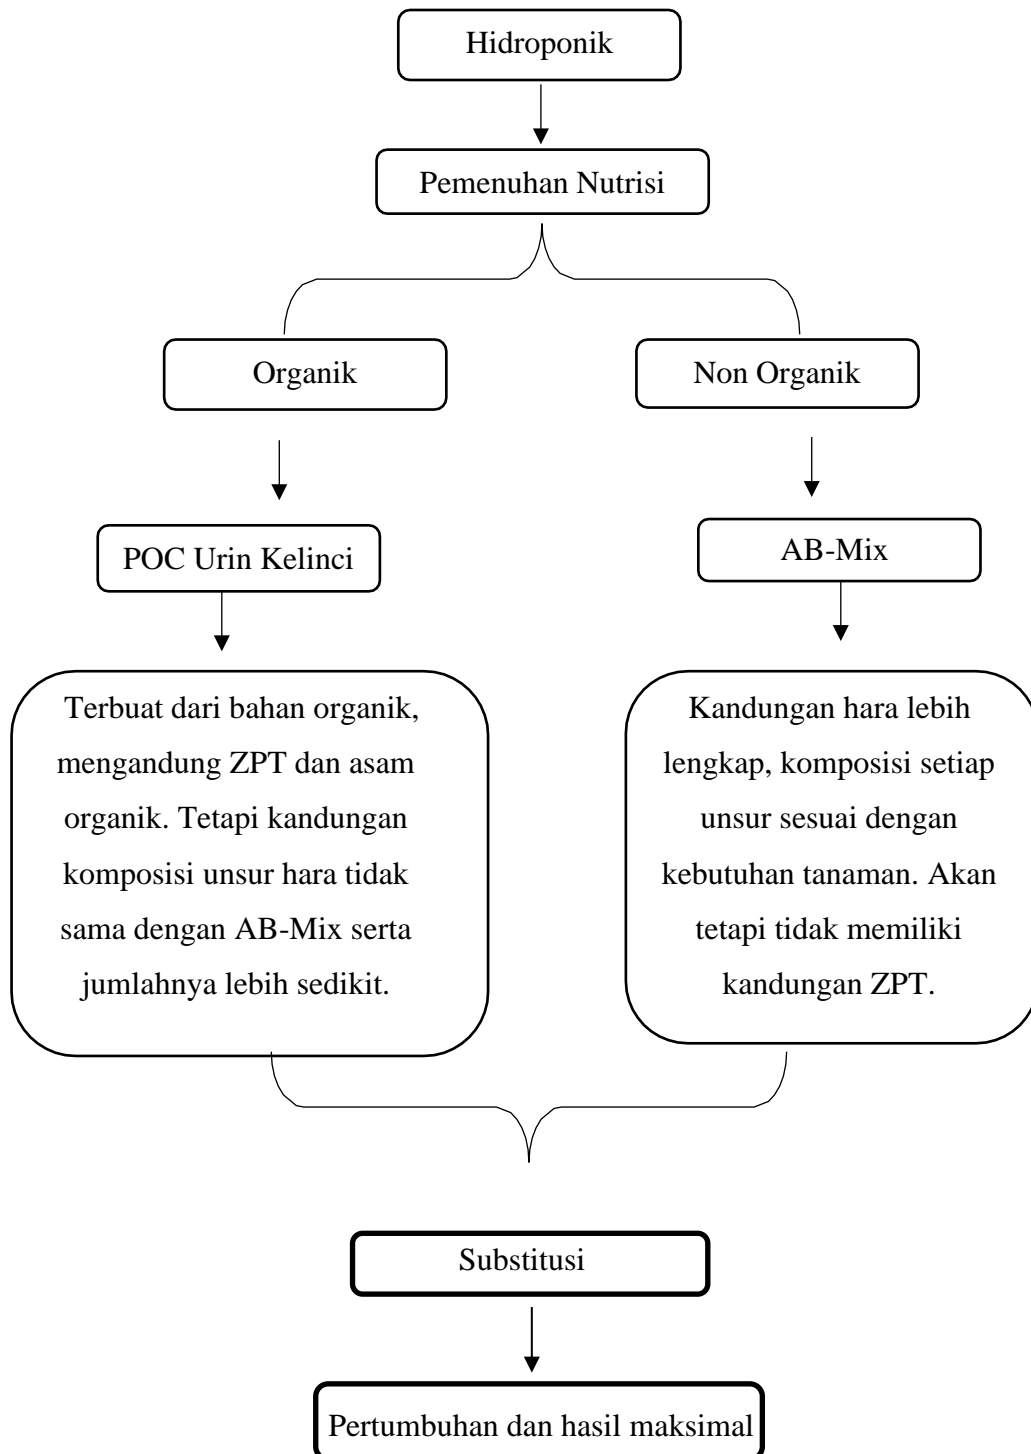 Hidroponik
Pemenuhan Nutrisi
Organik
Non Organik
POC Urin Kelinci
AB-Mix
Terbuat dari bahan organik,
mengandung ZPT dan asam
organik. Tetapi kandungan
komposisi unsur hara tidak
sama dengan AB-Mix serta
jumlahnya lebih sedikit.
Kandungan hara lebih
lengkap, komposisi setiap
unsur sesuai dengan
kebutuhan tanaman. Akan
tetapi tidak memiliki
kandungan ZPT.
Substitusi
Pertumbuhan dan hasil maksimal